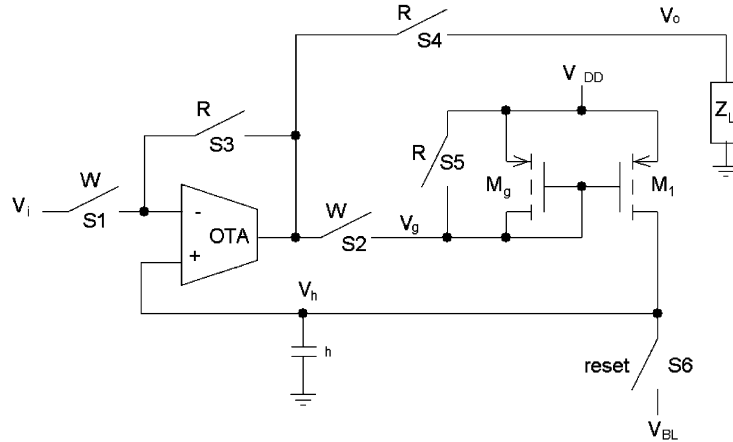 R
S4
Vo
VDD
ZL
R
S3
R
S5
Mg
M1
W
Vi
S1
-
OTA
+
W
S2
Vg
Vh
h
reset
S6
VBL